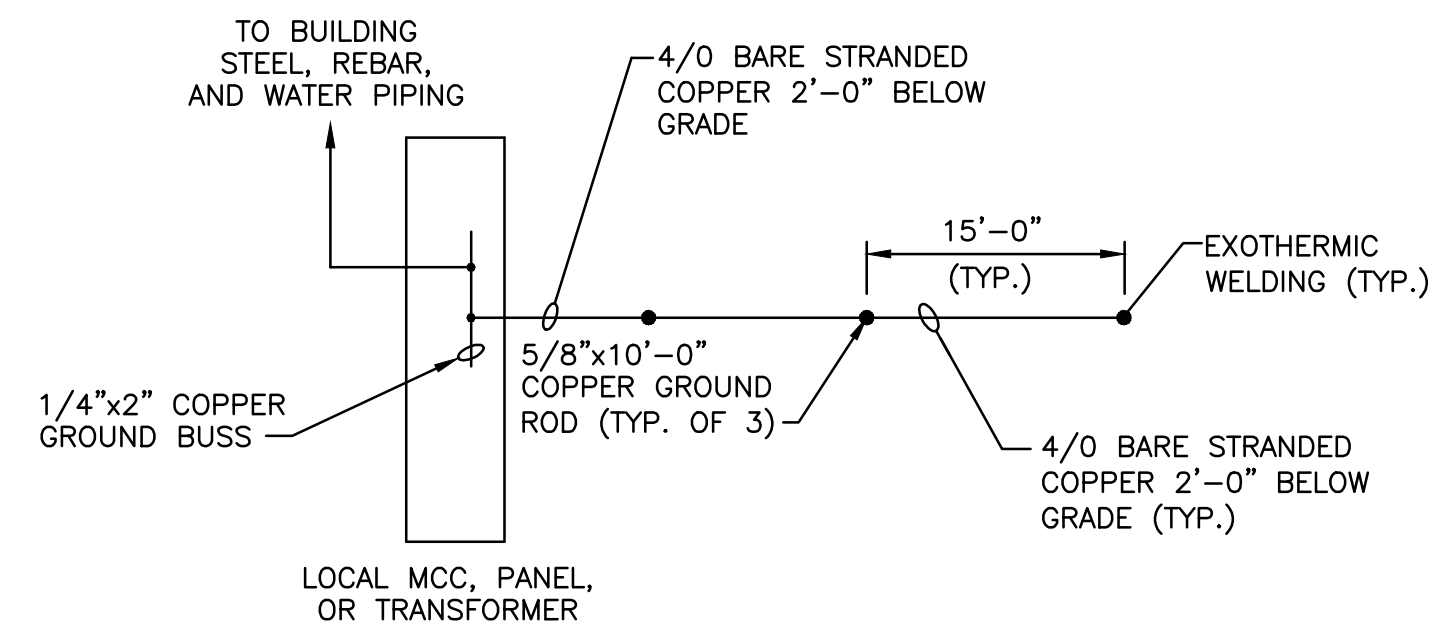 TO BUILDING
STEEL, REBAR,
AND WATER PIPING
4/0 BARE STRANDED
COPPER 2'-0" BELOW
GRADE
15'-0"
(TYP.)
EXOTHERMIC
WELDING (TYP.)
5/8"x10'-0"
COPPER GROUND
ROD (TYP. OF 3)
1/4"x2" COPPER
GROUND BUSS
4/0 BARE STRANDED
COPPER 2'-0" BELOW
GRADE (TYP.)
LOCAL MCC, PANEL,
OR TRANSFORMER